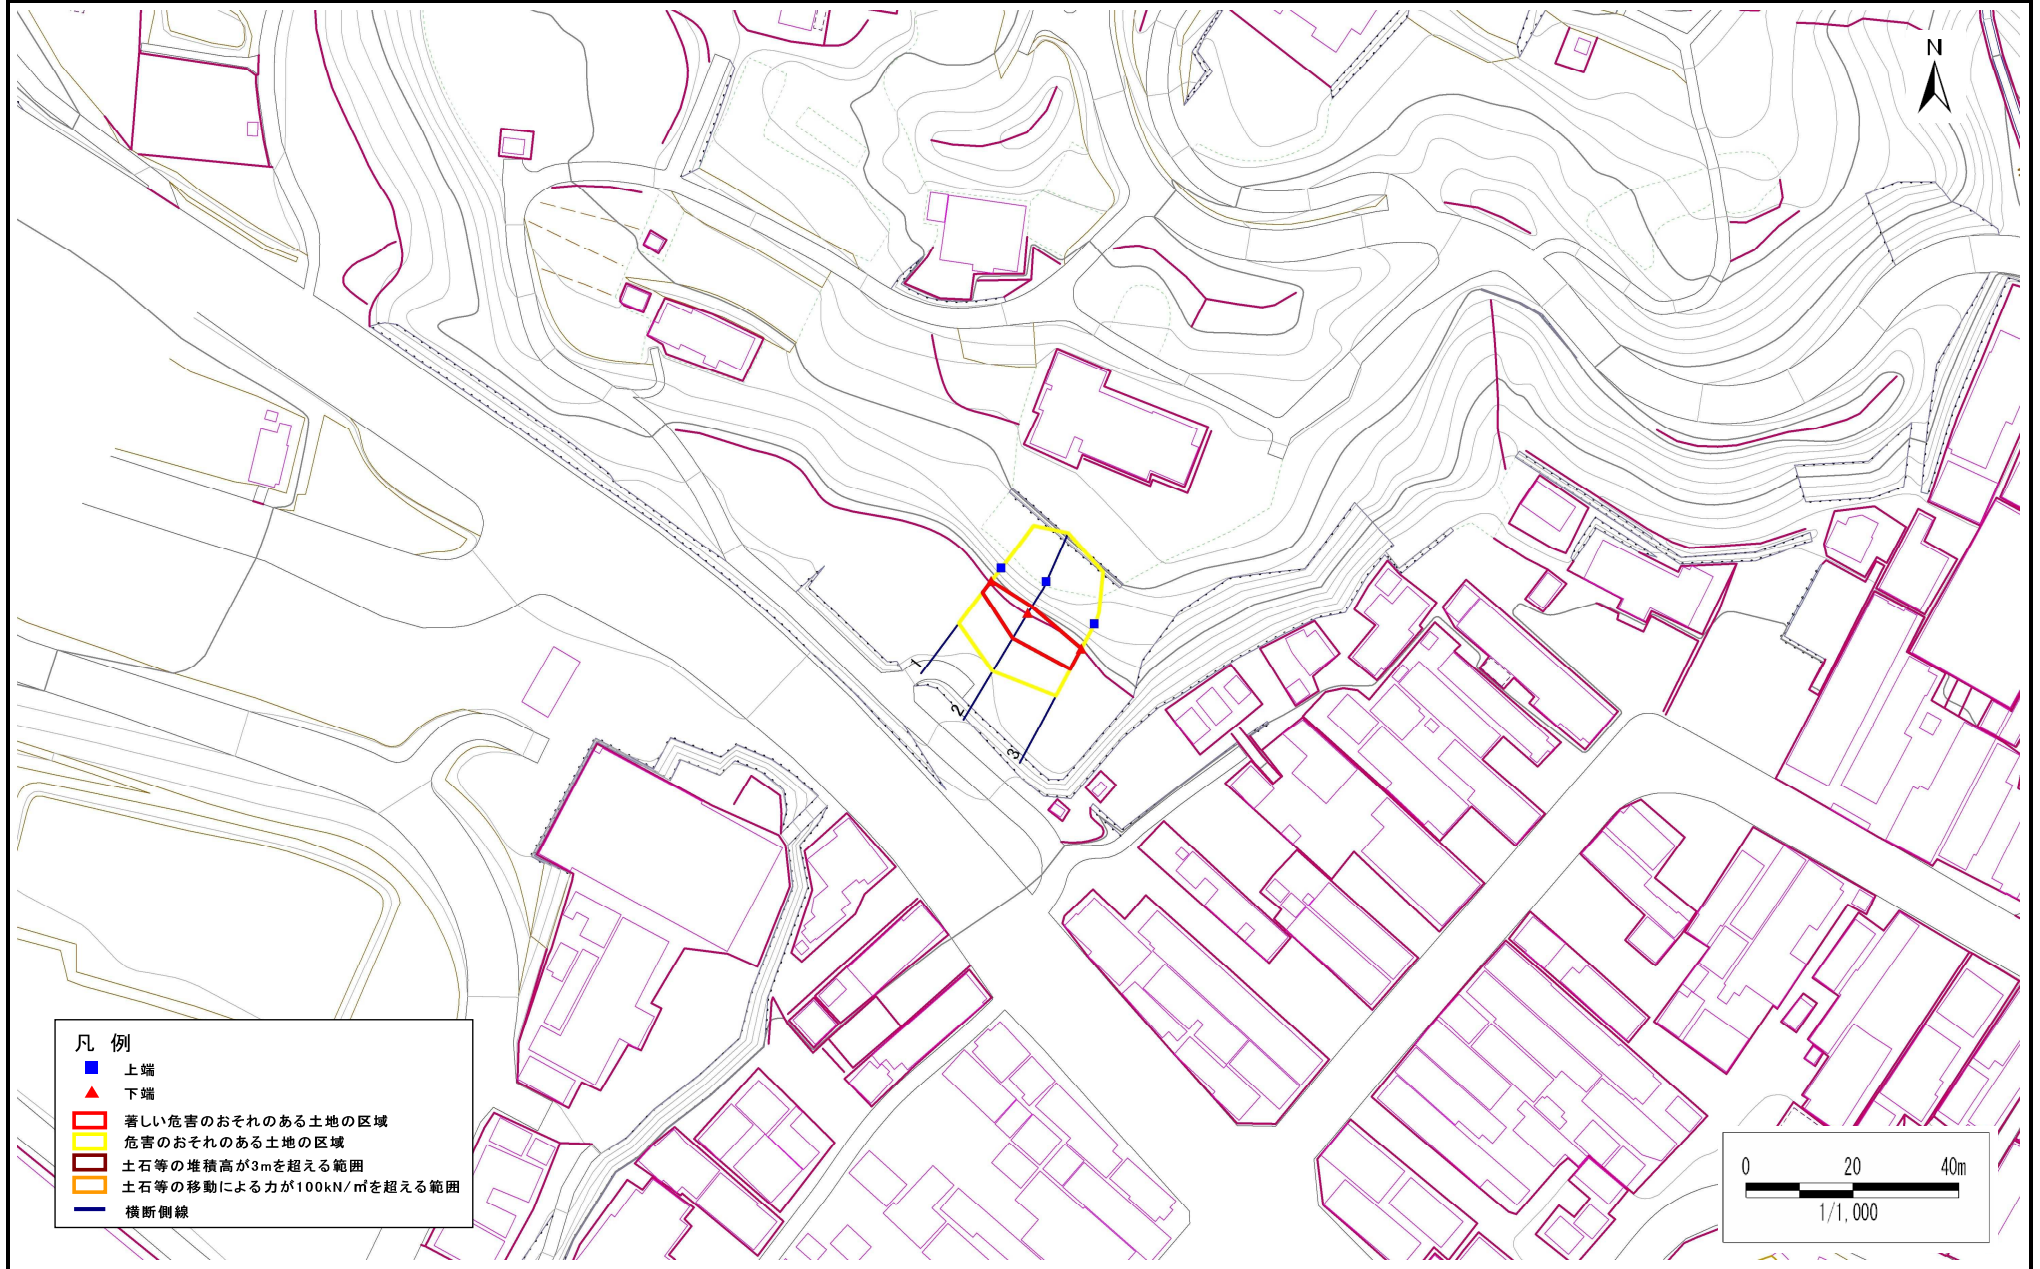 N
1
2
3
凡 例
上端
下端
著しい危害のおそれのある土地の区域
危害のおそれのある土地の区域
土石等の堆積高が3mを超える範囲
土石等の移動による力が100kN/㎡を超える範囲
横断側線
0 20 40m
1/1,000